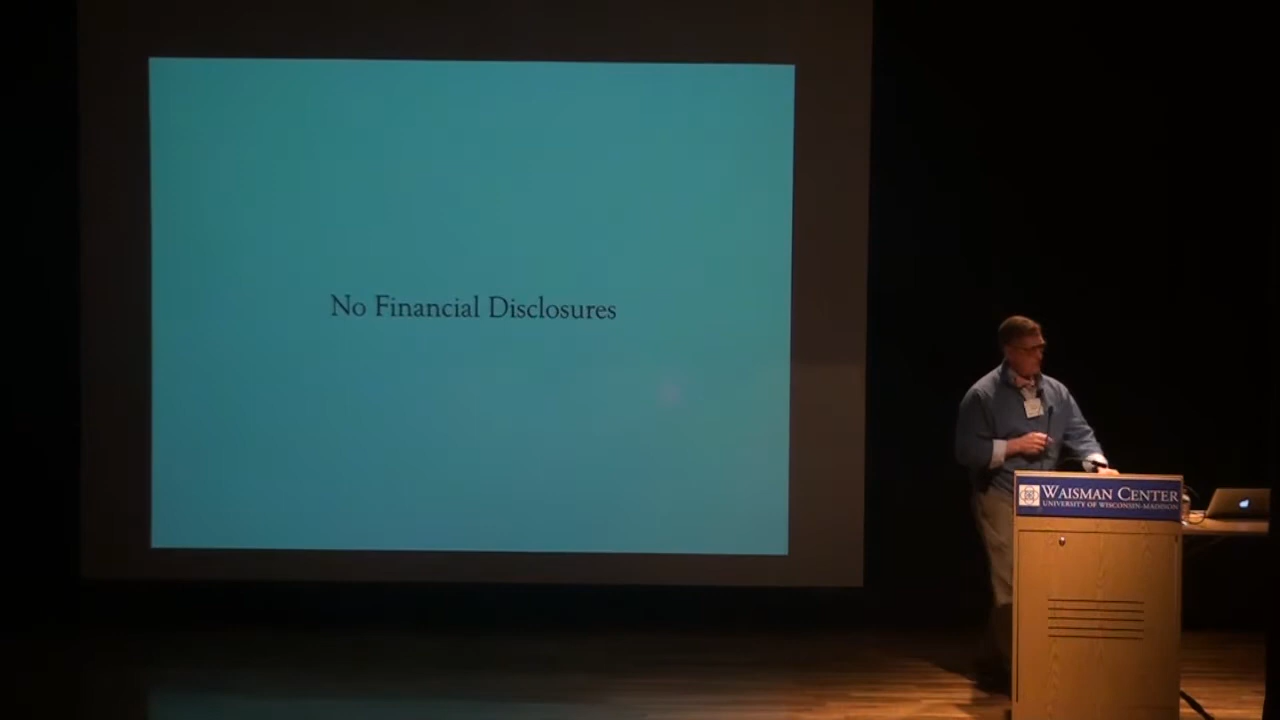 No Financial Disclosures
WAISMAN CENTER
UNIVERSITY OF WISCONSIN-MADISON